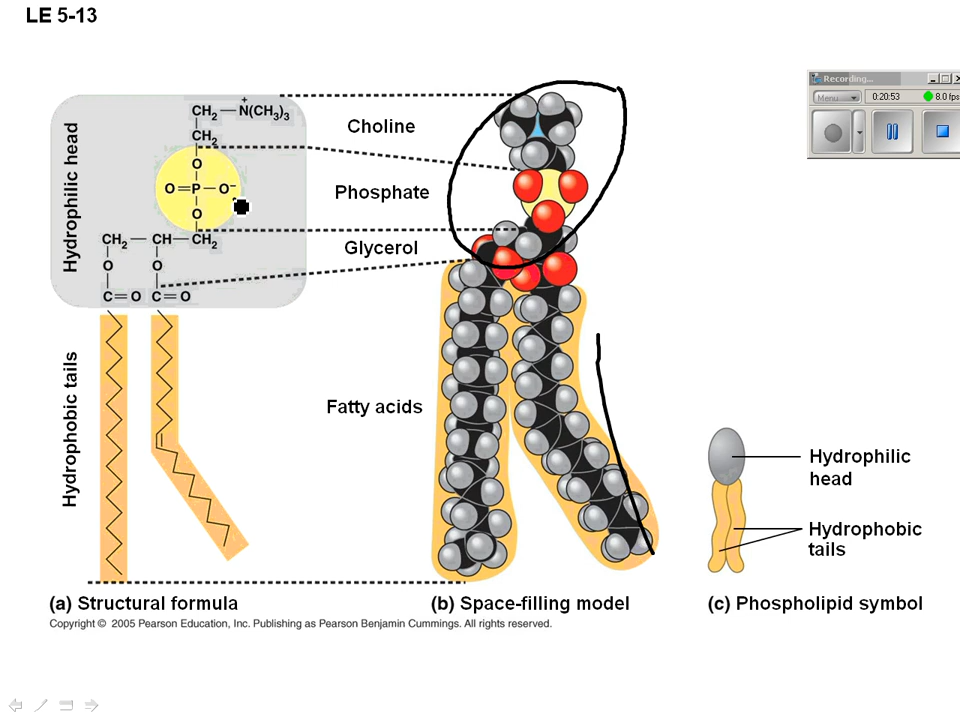 LE 5-13
Recording...
Menu
0:20:53
8.0 fps
Hydrophilic head
CH₂—N⁺(CH₃)₃
CH₂
O
O=P—O⁻
O
CH₂—CH—CH₂
O O
C=O C=O
Choline
Phosphate
Glycerol
Hydrophobic tails
Fatty acids
Hydrophilic
head
Hydrophobic
tails
(a) Structural formula
(b) Space-filling model
(c) Phospholipid symbol
Copyright © 2005 Pearson Education, Inc. Publishing as Pearson Benjamin Cummings. All rights reserved.